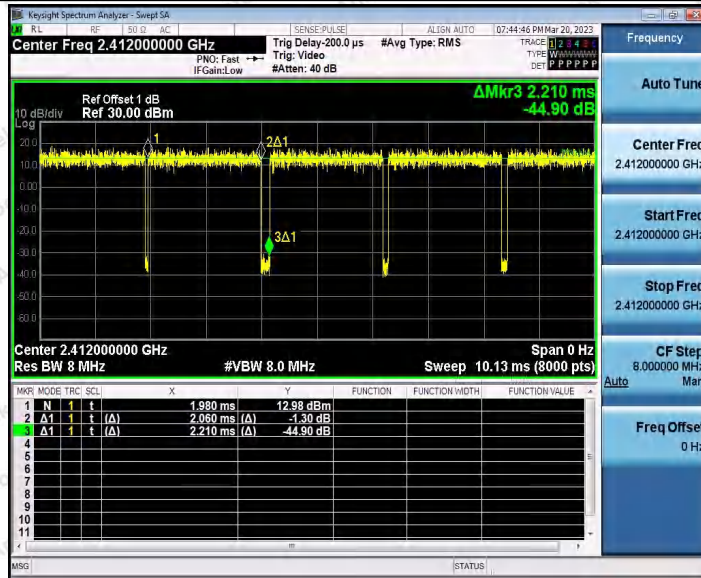 Keysight Spectrum Analyzer - Swept SA
RL RF 50 Ω AC SENSE:PULSE ALIGN AUTO 07:44:46 PM Mar 20, 2023
Center Freq 2.412000000 GHz
PNO: Fast
IFGain:Low
Trig Delay-200.0 µs
Trig: Video
#Atten: 40 dB
#Avg Type: RMS
TRACE 1 2 3 4 5 6
TYPE W
DET P P P P P P
Ref Offset 1 dB
Ref 30.00 dBm
10 dB/div
Log
ΔMkr3 2.210 ms
-44.90 dB
20.0
10.0
0.00
-10.0
-20.0
-30.0
-40.0
-50.0
-60.0
1
2Δ1
3Δ1
Center 2.412000000 GHz
Span 0 Hz
Res BW 8 MHz #VBW 8.0 MHz Sweep 10.13 ms (8000 pts)
MKR MODE TRC SCL X Y FUNCTION FUNCTION WIDTH FUNCTION VALUE
1 N 1 t 1.980 ms 12.98 dBm
2 Δ1 1 t (Δ) 2.060 ms (Δ) -1.30 dB
3 Δ1 1 t (Δ) 2.210 ms (Δ) -44.90 dB
4
5
6
7
8
9
10
11
MSG STATUS
Frequency
Auto Tune
Center Freq
2.412000000 GHz
Start Freq
2.412000000 GHz
Stop Freq
2.412000000 GHz
CF Step
8.000000 MHz
Auto Man
Freq Offset
0 Hz